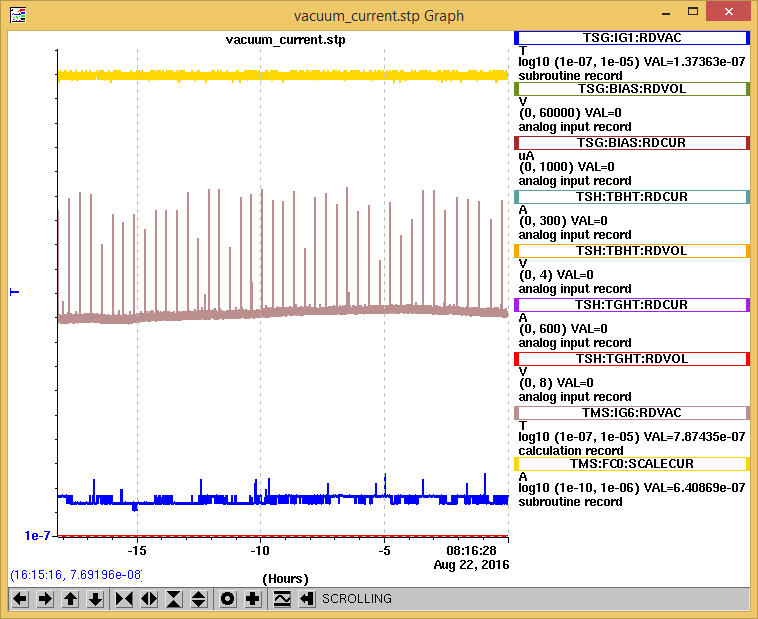 vacuum_current.stp Graph
vacuum_current.stp
T
1e-7
-15
-10
-5
08:16:28
Aug 22, 2016
(Hours)
(16:15:16, 7.69196e-08)
TSG:IG1:RDVAC
T
log10 (1e-07, 1e-05) VAL=1.37363e-07
subroutine record
TSG:BIAS:RDVOL
V
(0, 60000) VAL=0
analog input record
TSG:BIAS:RDCUR
uA
(0, 1000) VAL=0
analog input record
TSH:TBHT:RDCUR
A
(0, 300) VAL=0
analog input record
TSH:TBHT:RDVOL
V
(0, 4) VAL=0
analog input record
TSH:TGHT:RDCUR
A
(0, 600) VAL=0
analog input record
TSH:TGHT:RDVOL
V
(0, 8) VAL=0
analog input record
TMS:IG6:RDVAC
T
log10 (1e-07, 1e-05) VAL=7.87435e-07
calculation record
TMS:FC0:SCALECUR
A
log10 (1e-10, 1e-06) VAL=6.40869e-07
subroutine record
SCROLLING